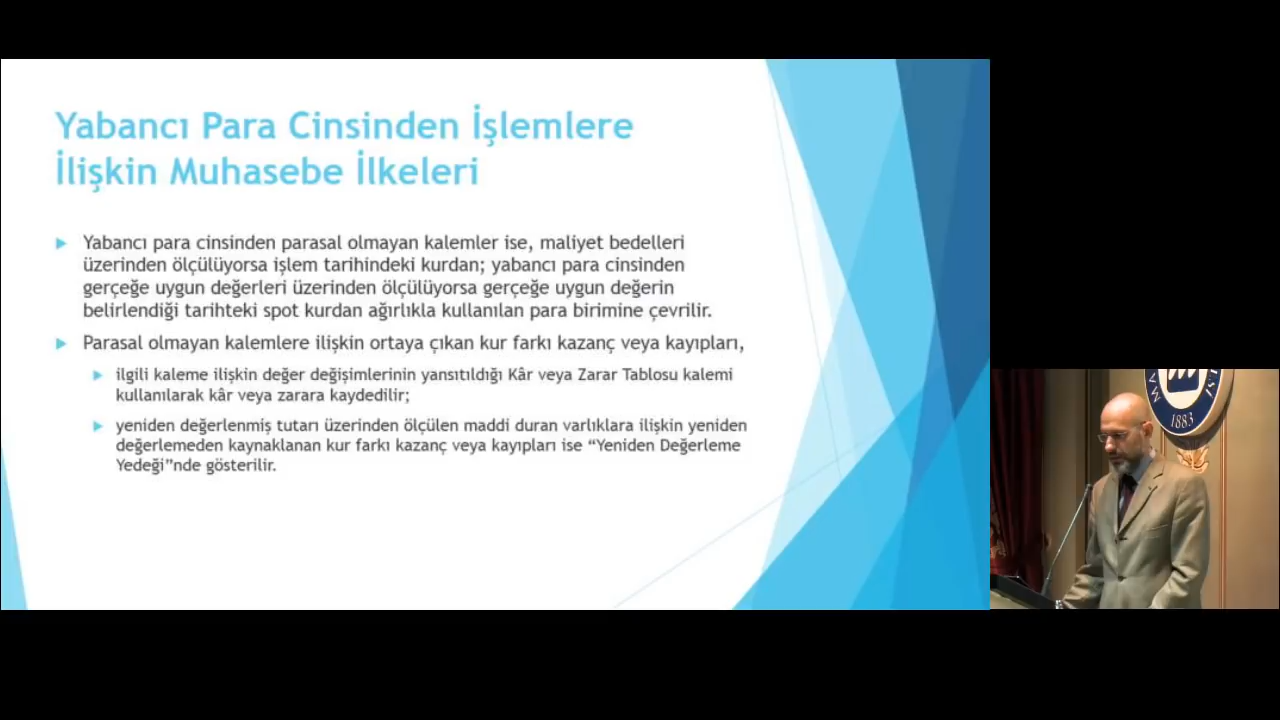 Yabancı Para Cinsinden İşlemlere
İlişkin Muhasebe İlkeleri
Yabancı para cinsinden parasal olmayan kalemler ise, maliyet bedelleri
üzerinden ölçülüyorsa işlem tarihindeki kurdan; yabancı para cinsinden
gerçeğe uygun değerleri üzerinden ölçülüyorsa gerçeğe uygun değerin
belirlendiği tarihteki spot kurdan ağırlıkla kullanılan para birimine çevrilir.
Parasal olmayan kalemlere ilişkin ortaya çıkan kur farkı kazanç veya kayıpları,
ilgili kaleme ilişkin değer değişimlerinin yansıtıldığı Kâr veya Zarar Tablosu kalemi
kullanılarak kâr veya zarara kaydedilir;
yeniden değerlenmiş tutarı üzerinden ölçülen maddi duran varlıklara ilişkin yeniden
değerlemeden kaynaklanan kur farkı kazanç veya kayıpları ise “Yeniden Değerleme
Yedeği”nde gösterilir.
1883